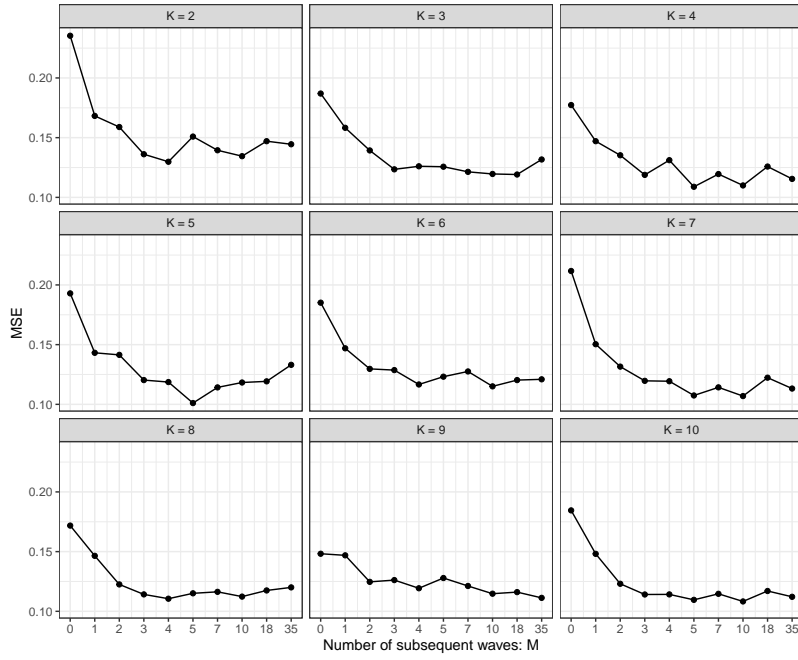 K = 2 K = 3 K = 4
0.20
0.15
0.10
K = 5 K = 6 K = 7
0.20
0.15
0.10
MSE
K = 8 K = 9 K = 10
0.20
0.15
0.10
0 1 2 3 4 5 7 10 18 35 0 1 2 3 4 5 7 10 18 35 0 1 2 3 4 5 7 10 18 35
Number of subsequent waves: M